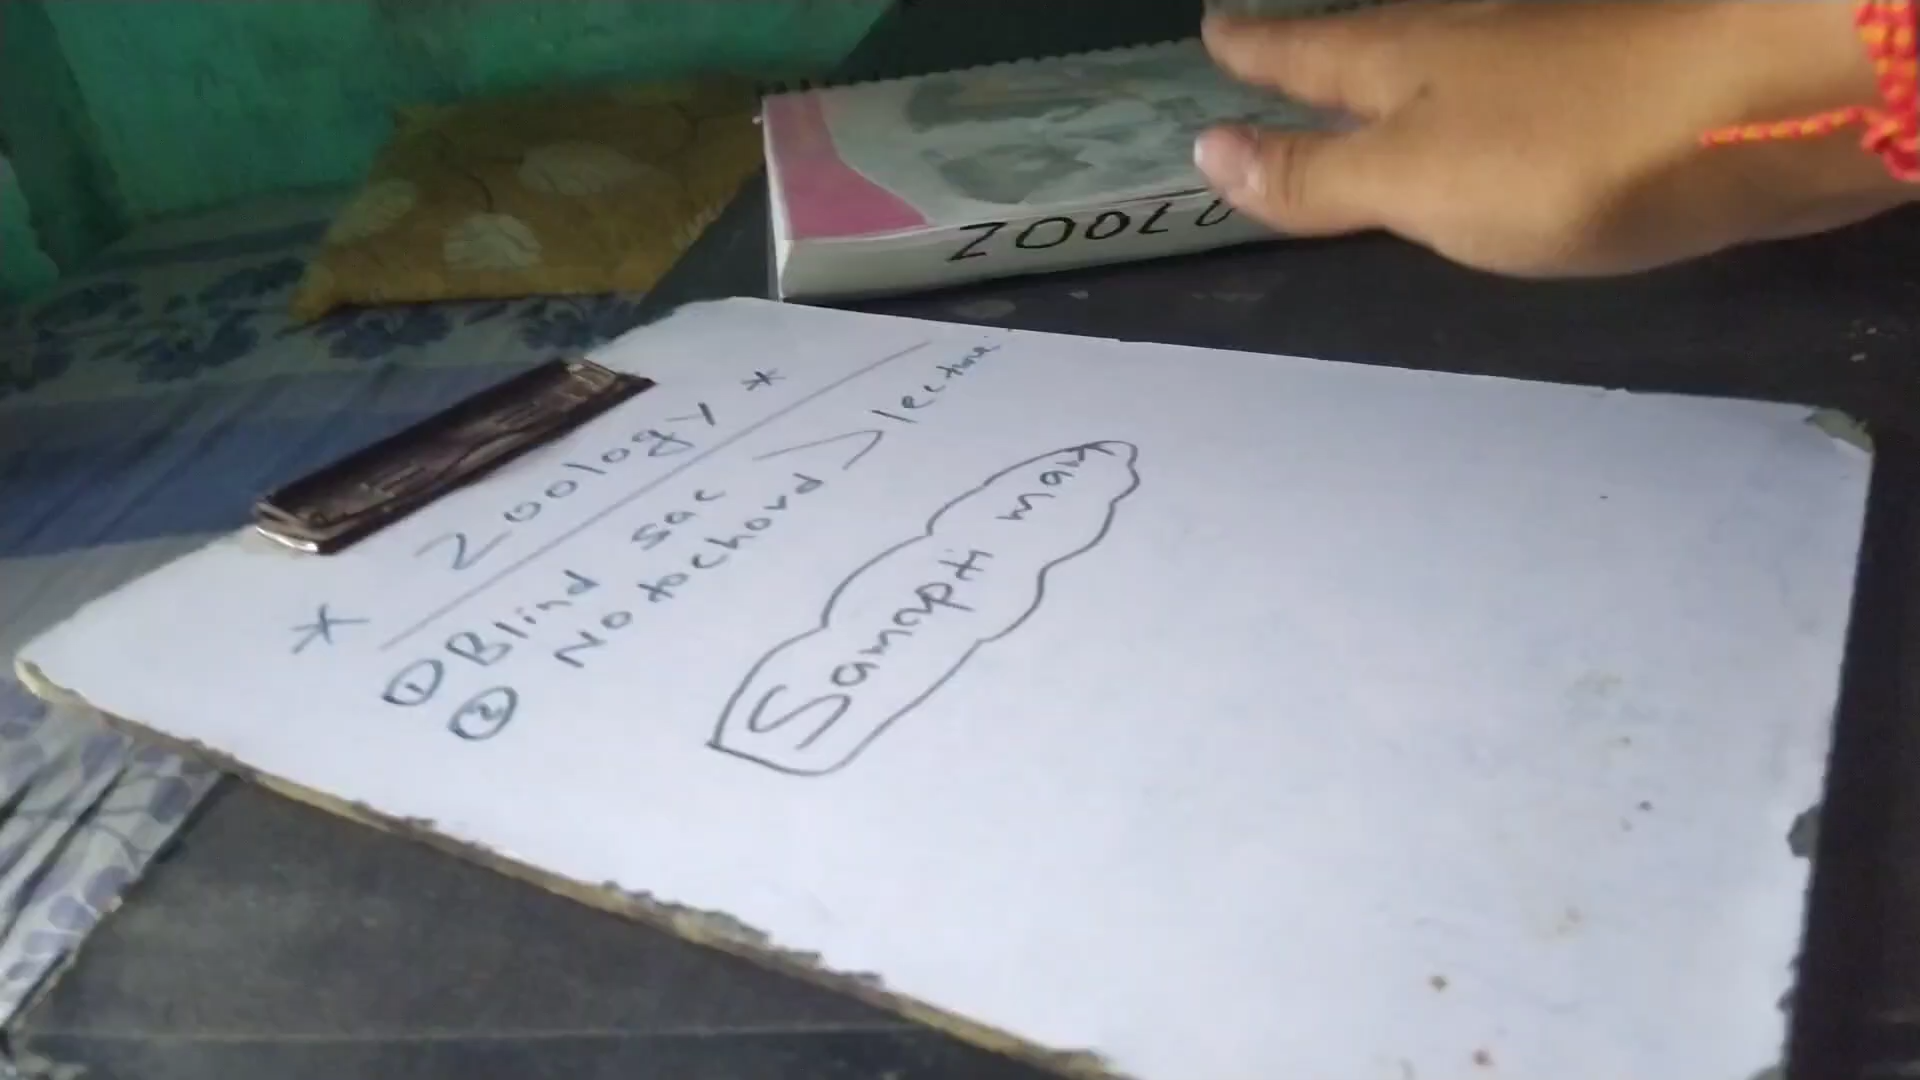 ZOOLO
* Zoology *
① Blind sac
② Notochord > lecture
Samapti mam